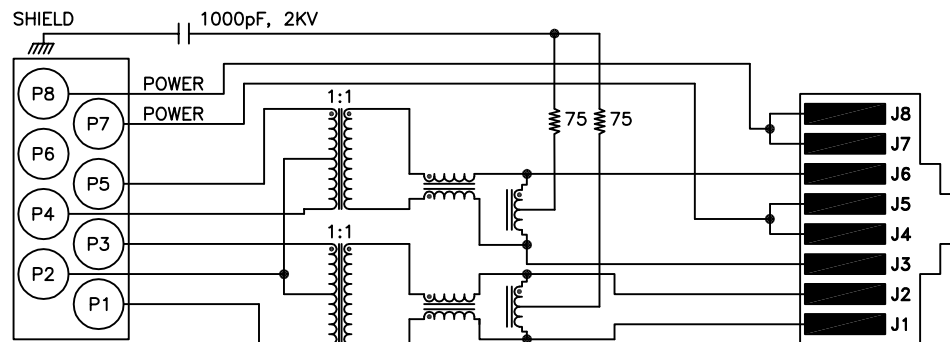 SHIELD
1000pF, 2KV
P8
POWER
P7
POWER
1:1
75
75
J8
J7
P6
P5
J6
P4
J5
P3
1:1
J4
P2
J3
P1
J2
J1